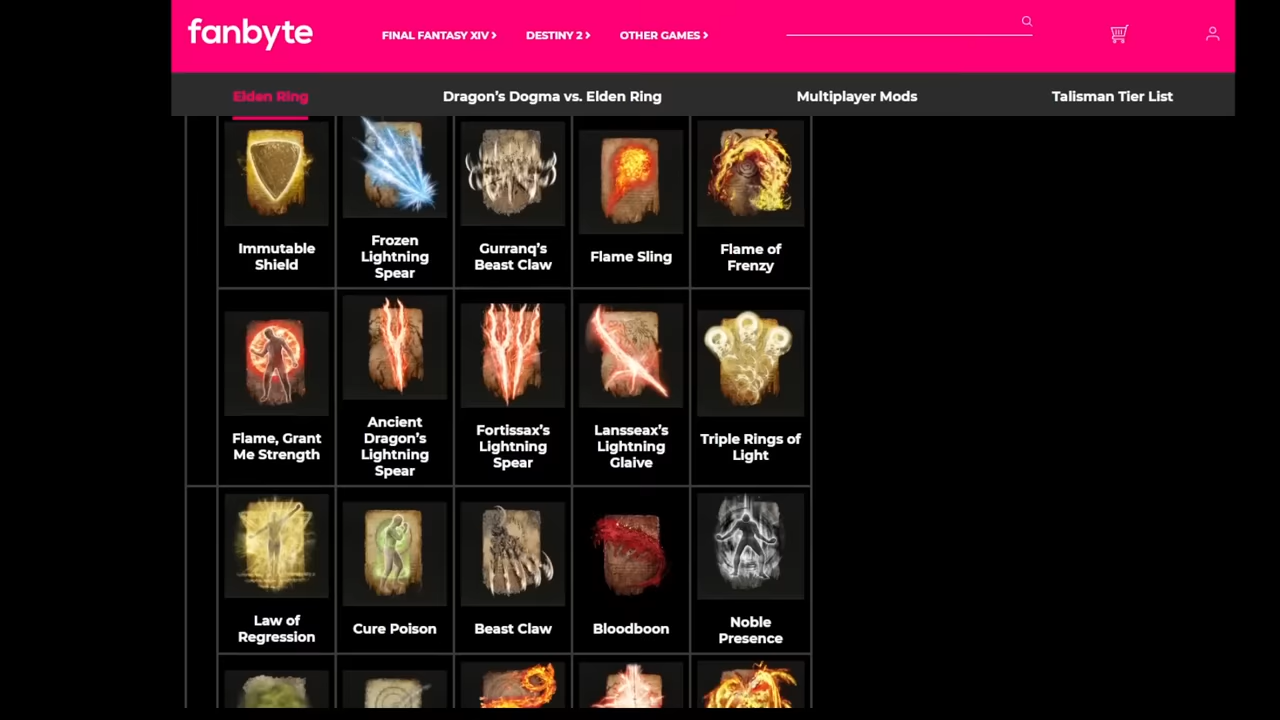 fanbyte
FINAL FANTASY XIV >
DESTINY 2 >
OTHER GAMES >
Elden Ring
Dragon's Dogma vs. Elden Ring
Multiplayer Mods
Talisman Tier List
Immutable
Shield
Frozen
Lightning
Spear
Gurranq's
Beast Claw
Flame Sling
Flame of
Frenzy
Flame, Grant
Me Strength
Ancient
Dragon's
Lightning
Spear
Fortissax's
Lightning
Spear
Lansseax's
Lightning
Glaive
Triple Rings of
Light
Law of
Regression
Cure Poison
Beast Claw
Bloodboon
Noble
Presence